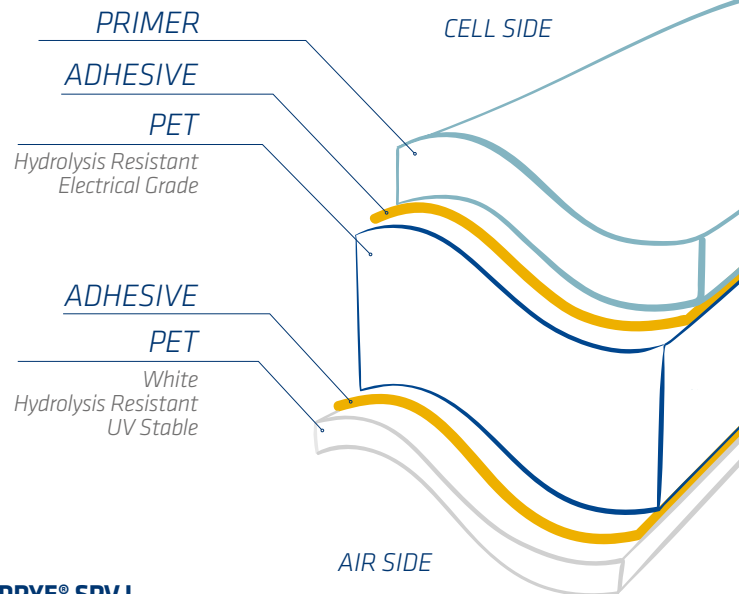 PRIMER
CELL SIDE
ADHESIVE
PET
Hydrolysis Resistant
Electrical Grade
ADHESIVE
PET
White
Hydrolysis Resistant
UV Stable
AIR SIDE